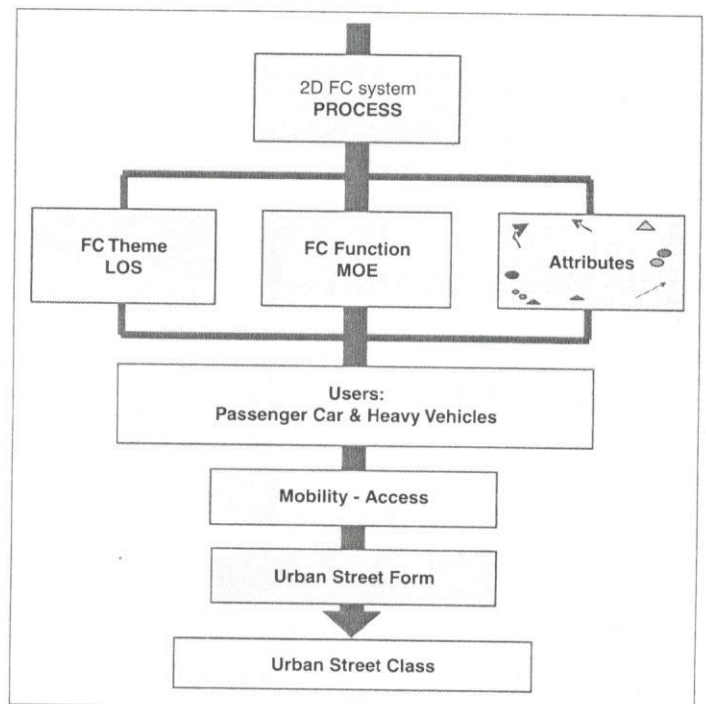 2D FC system
PROCESS
FC Theme
LOS
FC Function
MOE
Attributes
Users:
Passenger Car & Heavy Vehicles
Mobility - Access
Urban Street Form
Urban Street Class